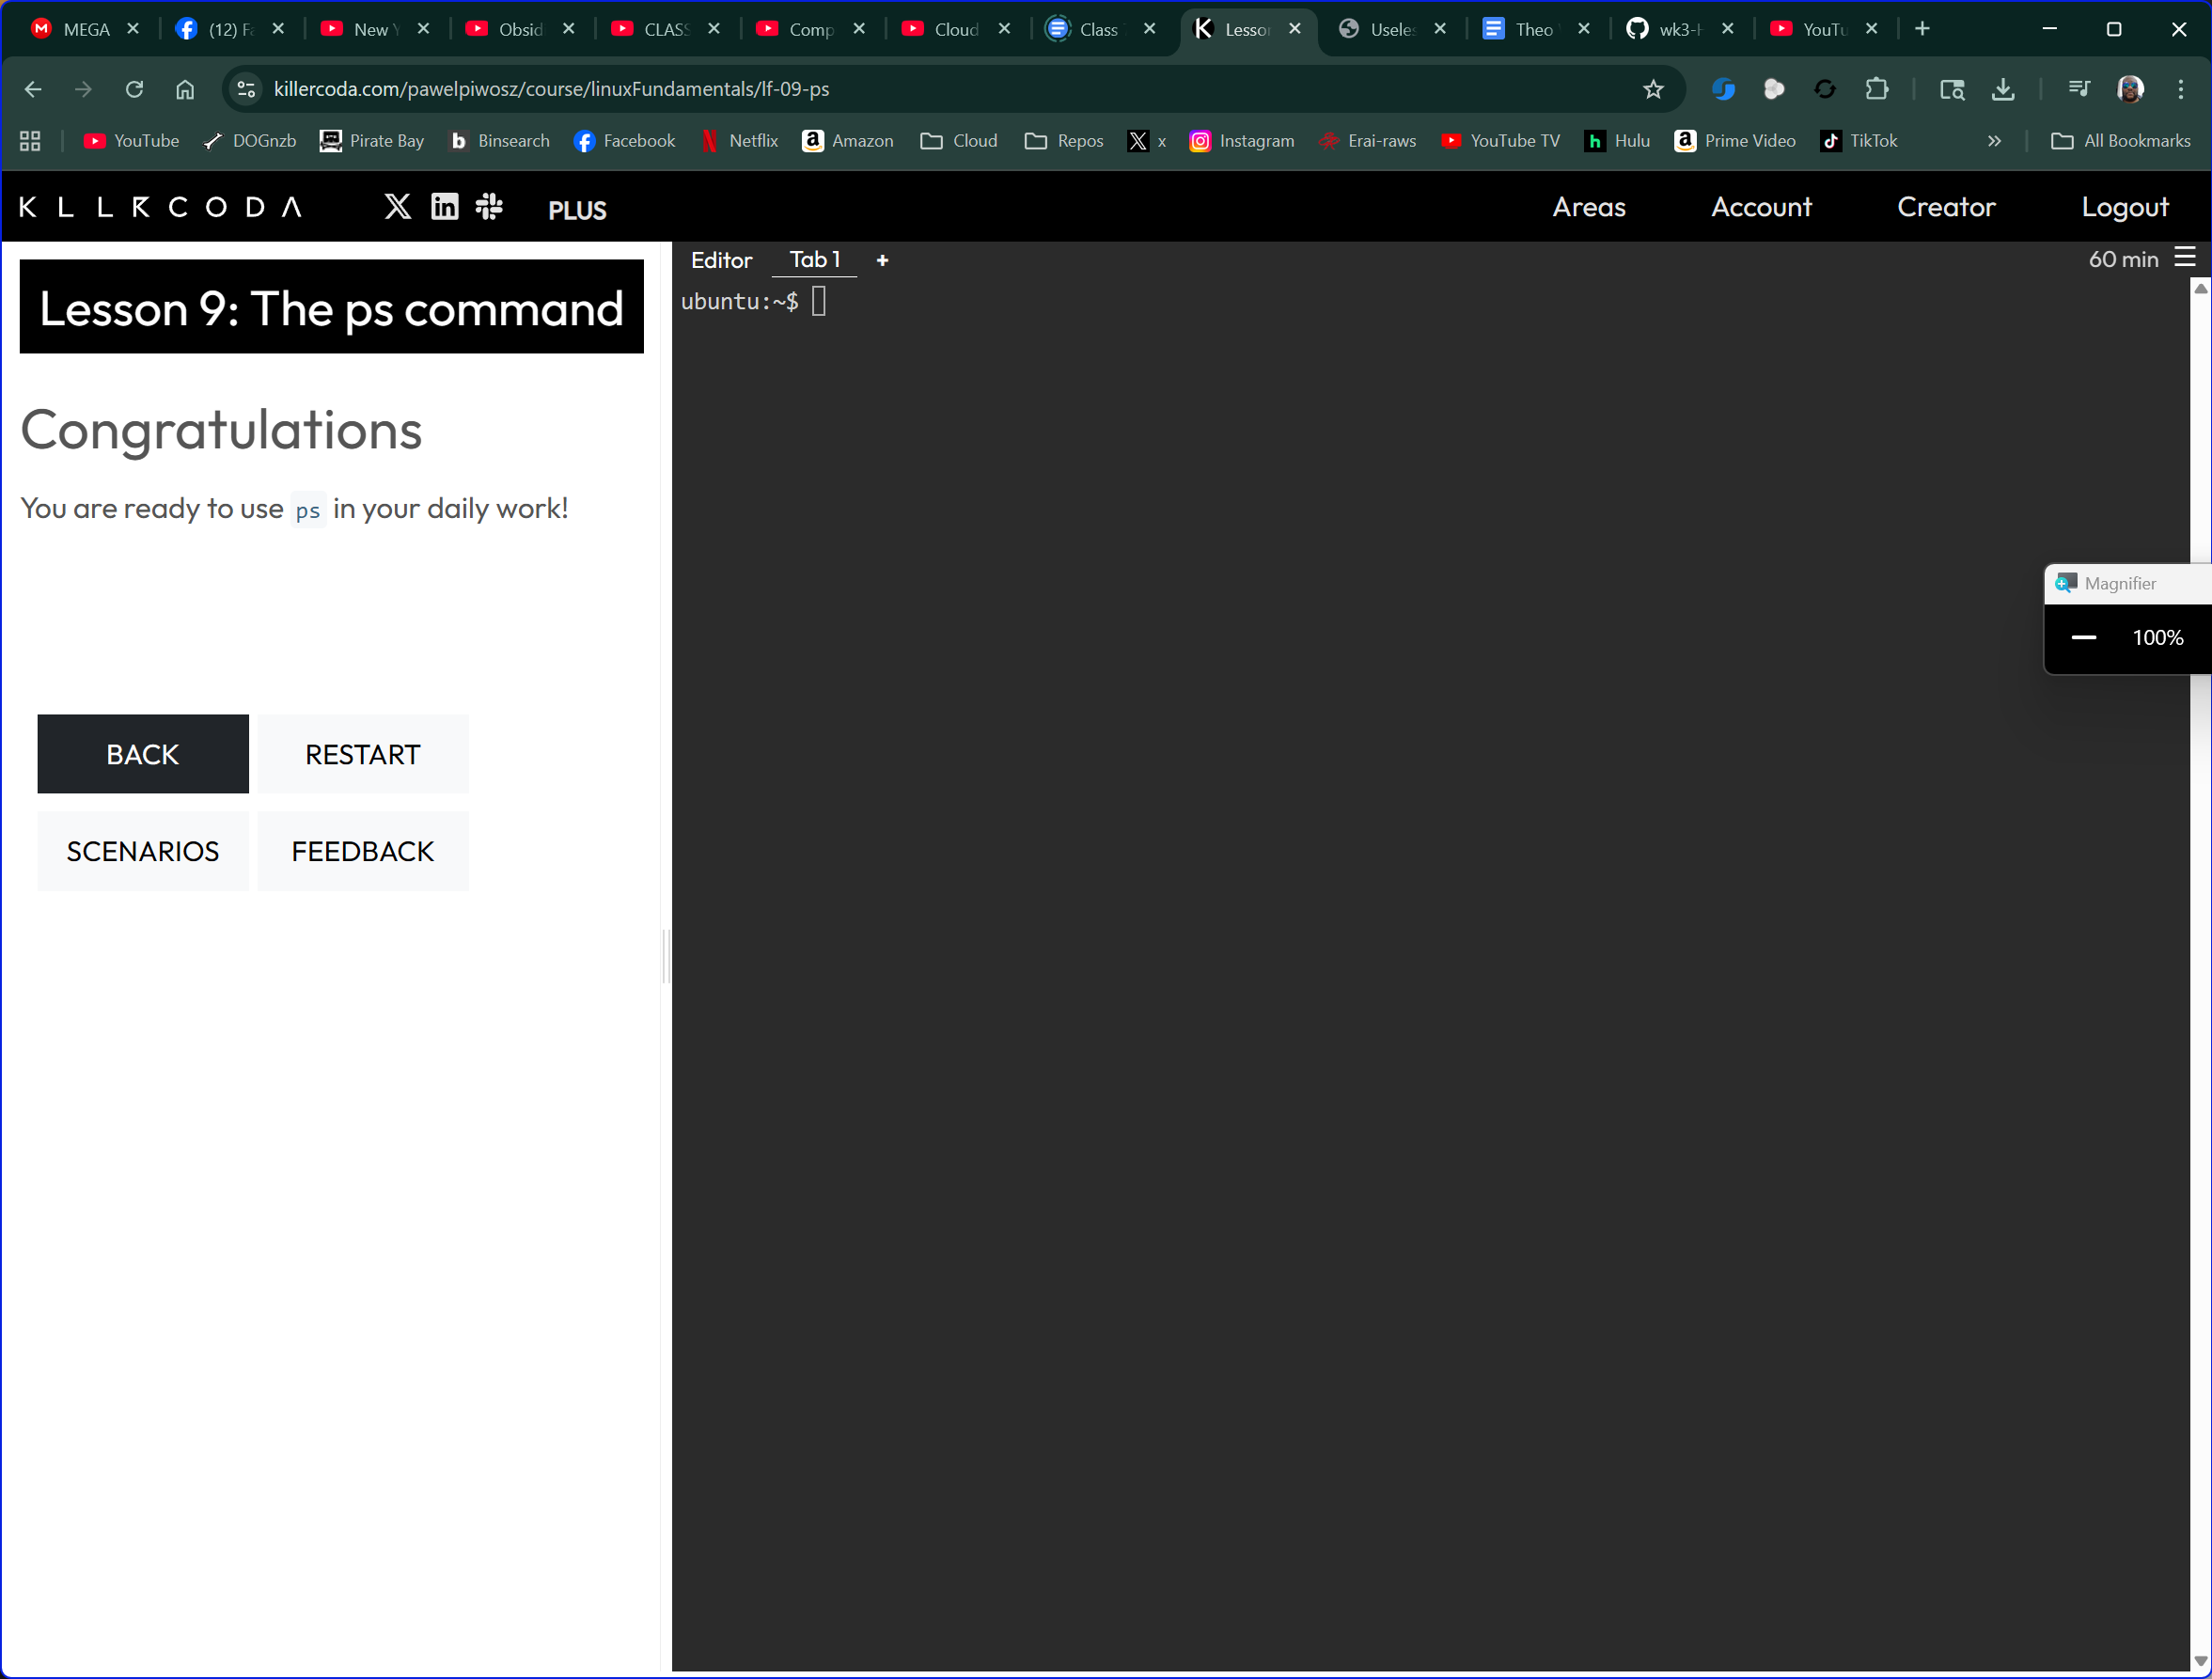 MEGA
(12) Fa
New Y
Obsid
CLASS
Comp
Cloud
Class
Lesson
Useles
Theo
wk3-H
YouTu
killercoda.com/pawelpiwosz/course/linuxFundamentals/lf-09-ps
YouTube
DOGnzb
Pirate Bay
Binsearch
Facebook
Netflix
Amazon
Cloud
Repos
x
Instagram
Erai-raws
YouTube TV
Hulu
Prime Video
TikTok
All Bookmarks
KILLERCODA
PLUS
Areas
Account
Creator
Logout
Lesson 9: The ps command
Editor
Tab 1
+
60 min
ubuntu:~$
Congratulations
You are ready to use ps in your daily work!
Magnifier
100%
BACK
RESTART
SCENARIOS
FEEDBACK